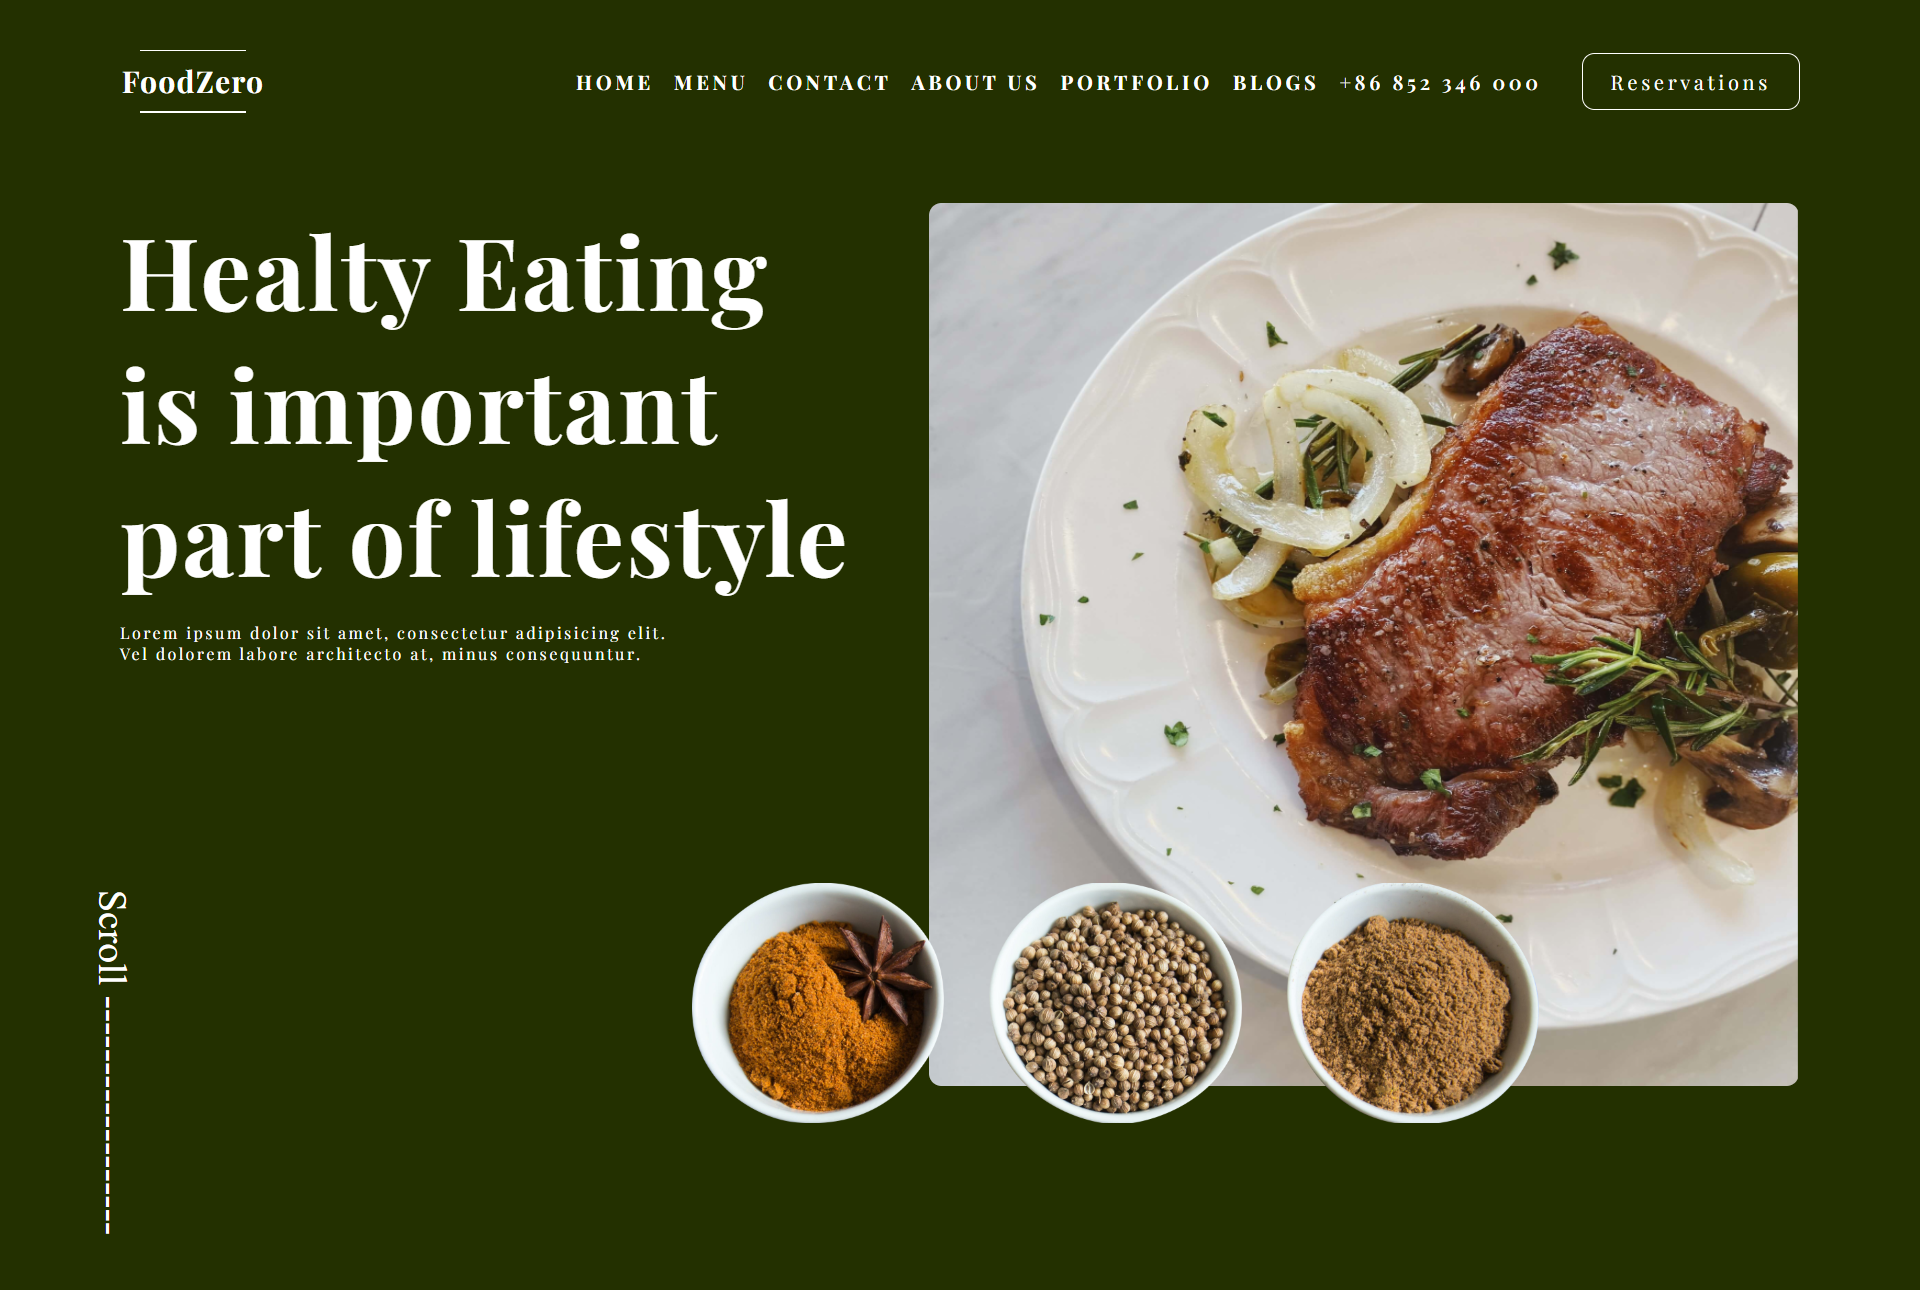 FoodZero
HOME MENU CONTACT ABOUT US PORTFOLIO BLOGS +86 852 346 000 Reservations
Healty Eating
is important
part of lifestyle
Lorem ipsum dolor sit amet, consectetur adipisicing elit.
Vel dolorem labore architecto at, minus consequuntur.
Scroll